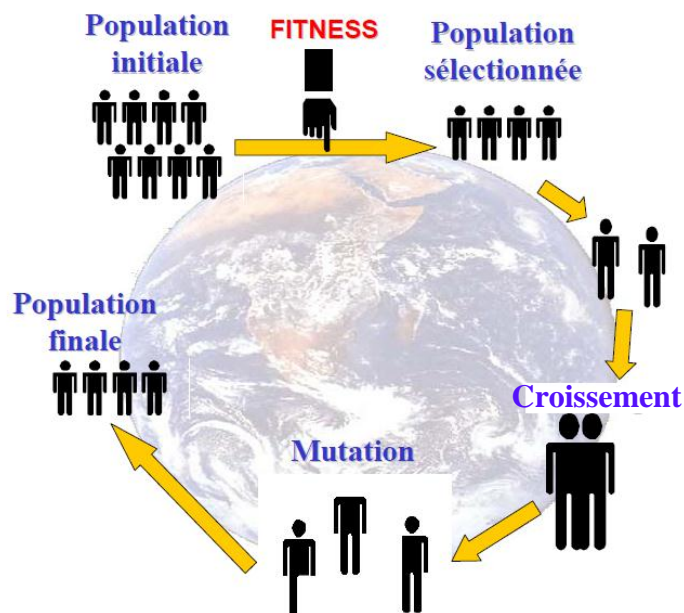 Population
initiale
FITNESS
Population
sélectionnée
Population
finale
Croissement
Mutation